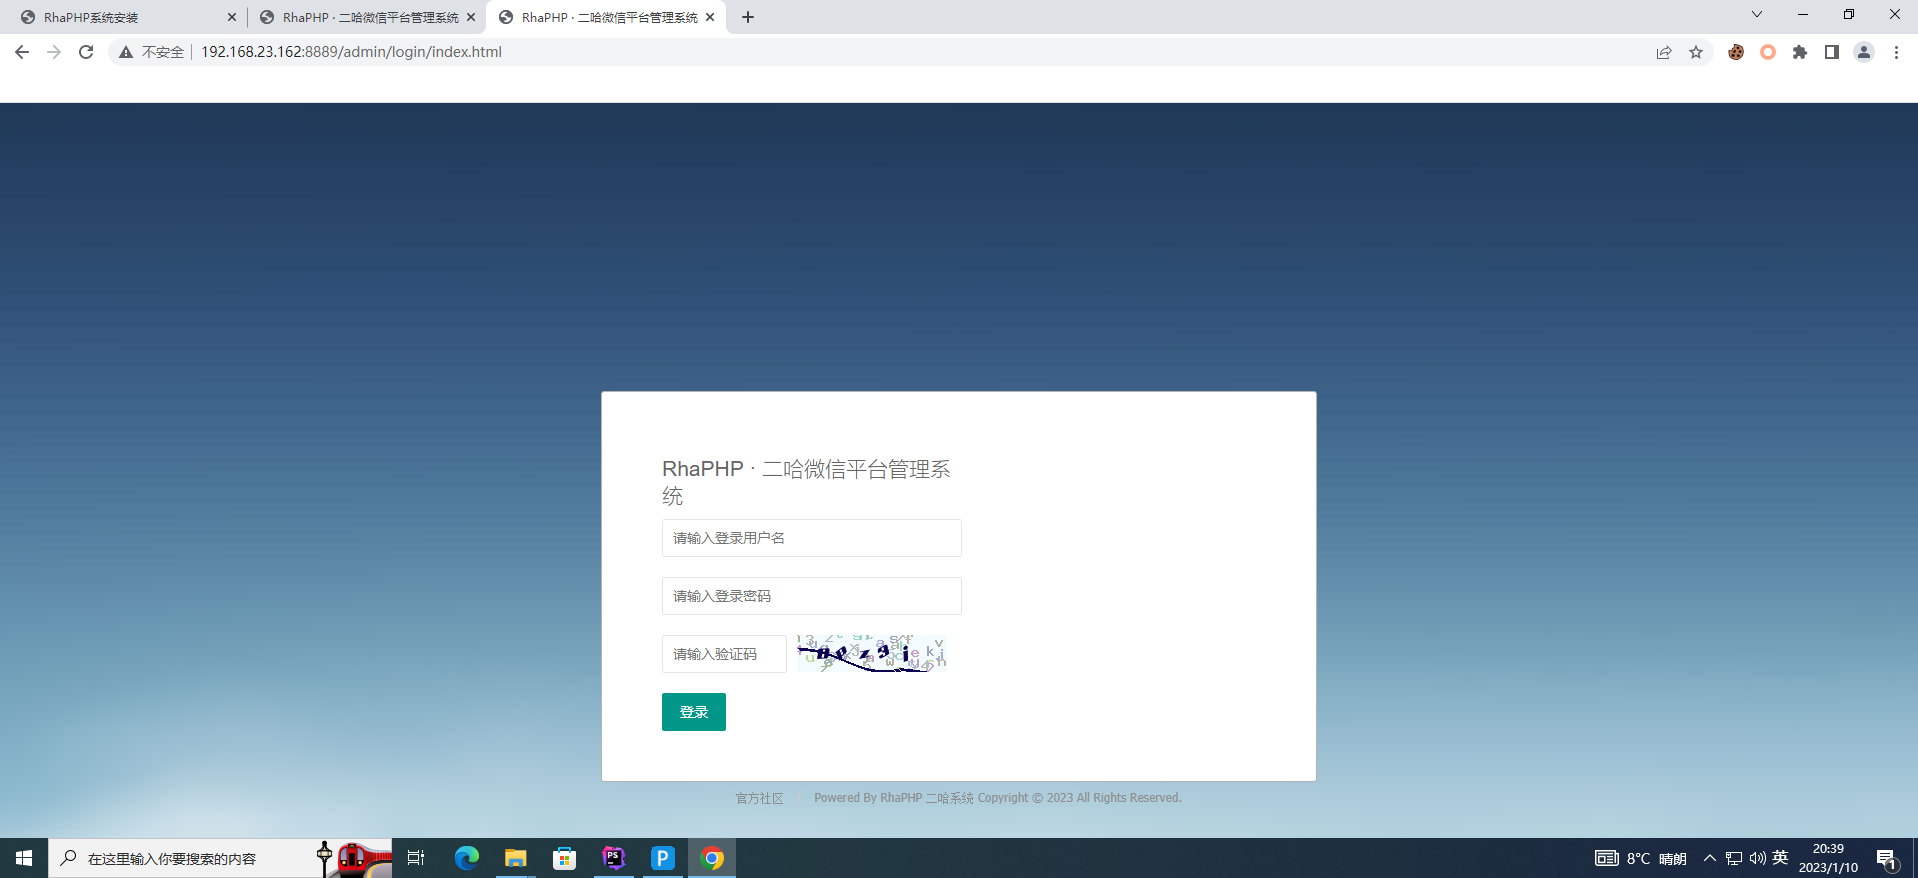 RhaPHP系统安装
RhaPHP · 二哈微信平台管理系统
RhaPHP · 二哈微信平台管理系统
不安全
192.168.23.162:8889/admin/login/index.html
RhaPHP · 二哈微信平台管理系
统
请输入登录用户名
请输入登录密码
请输入验证码
登录
官方社区
Powered By RhaPHP 二哈系统 Copyright © 2023 All Rights Reserved.
在这里输入你要搜索的内容
PS
P
8°C 晴朗
英
20:39
2023/1/10
1